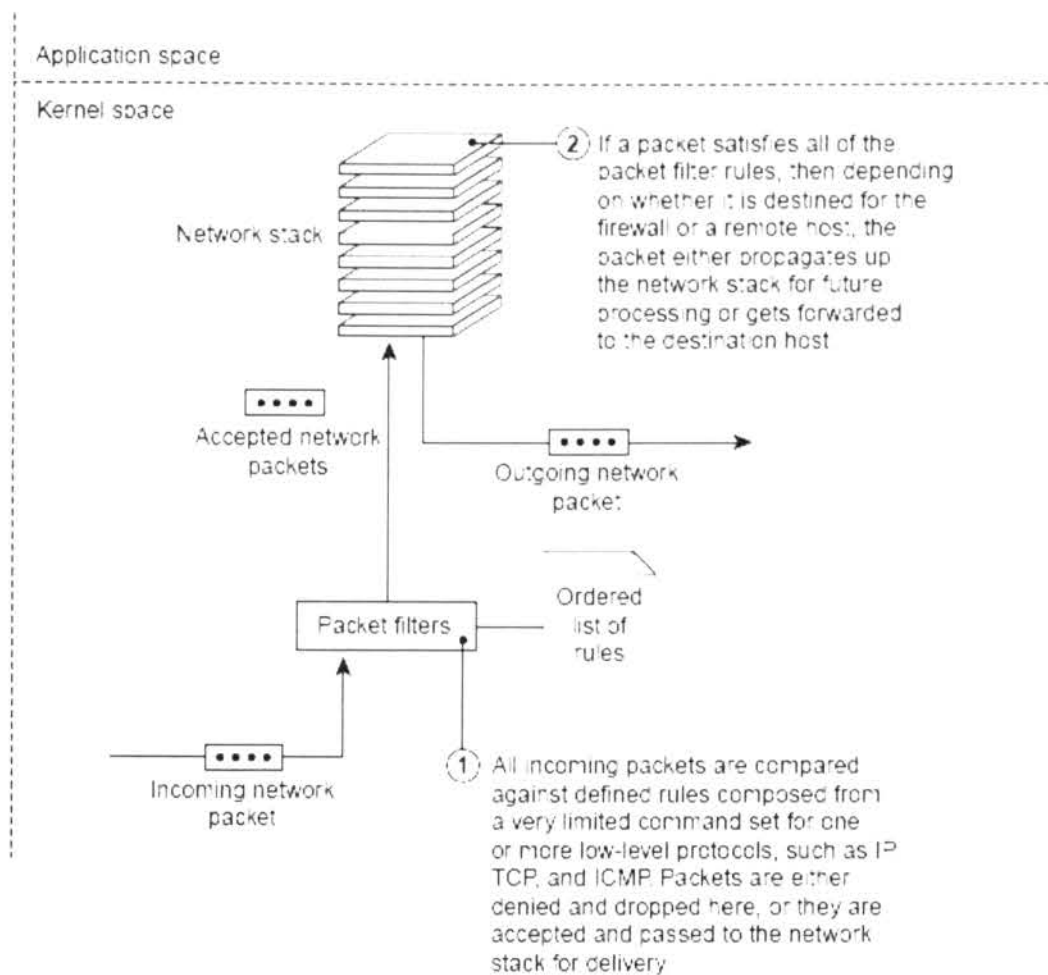 Application space
Kernel space
2 If a packet satisfies all of the
packet filter rules, then depending
on whether it is destined for the
firewall or a remote host, the
packet either propagates up
the network stack for future
processing or gets forwarded
to the destination host
Network stack
Accepted network
packets
Outgoing network
packet
Ordered
list of
rules
Packet filters
Incoming network
packet
1 All incoming packets are compared
against defined rules composed from
a very limited command set for one
or more low-level protocols, such as IP
TCP, and ICMP. Packets are either
denied and dropped here, or they are
accepted and passed to the network
stack for delivery